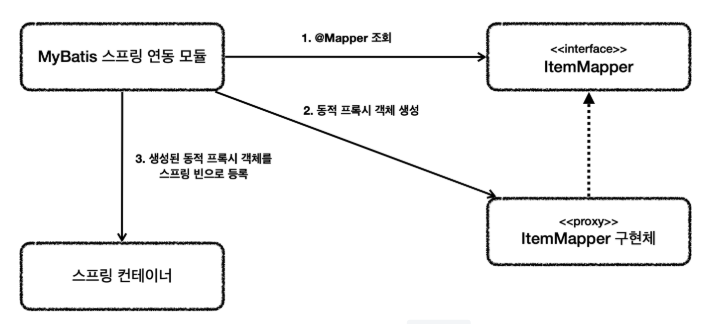 MyBatis 스프링 연동 모듈
1. @Mapper 조회
<<interface>>
ItemMapper
2. 동적 프록시 객체 생성
3. 생성된 동적 프록시 객체를
스프링 빈으로 등록
<<proxy>>
ItemMapper 구현체
스프링 컨테이너